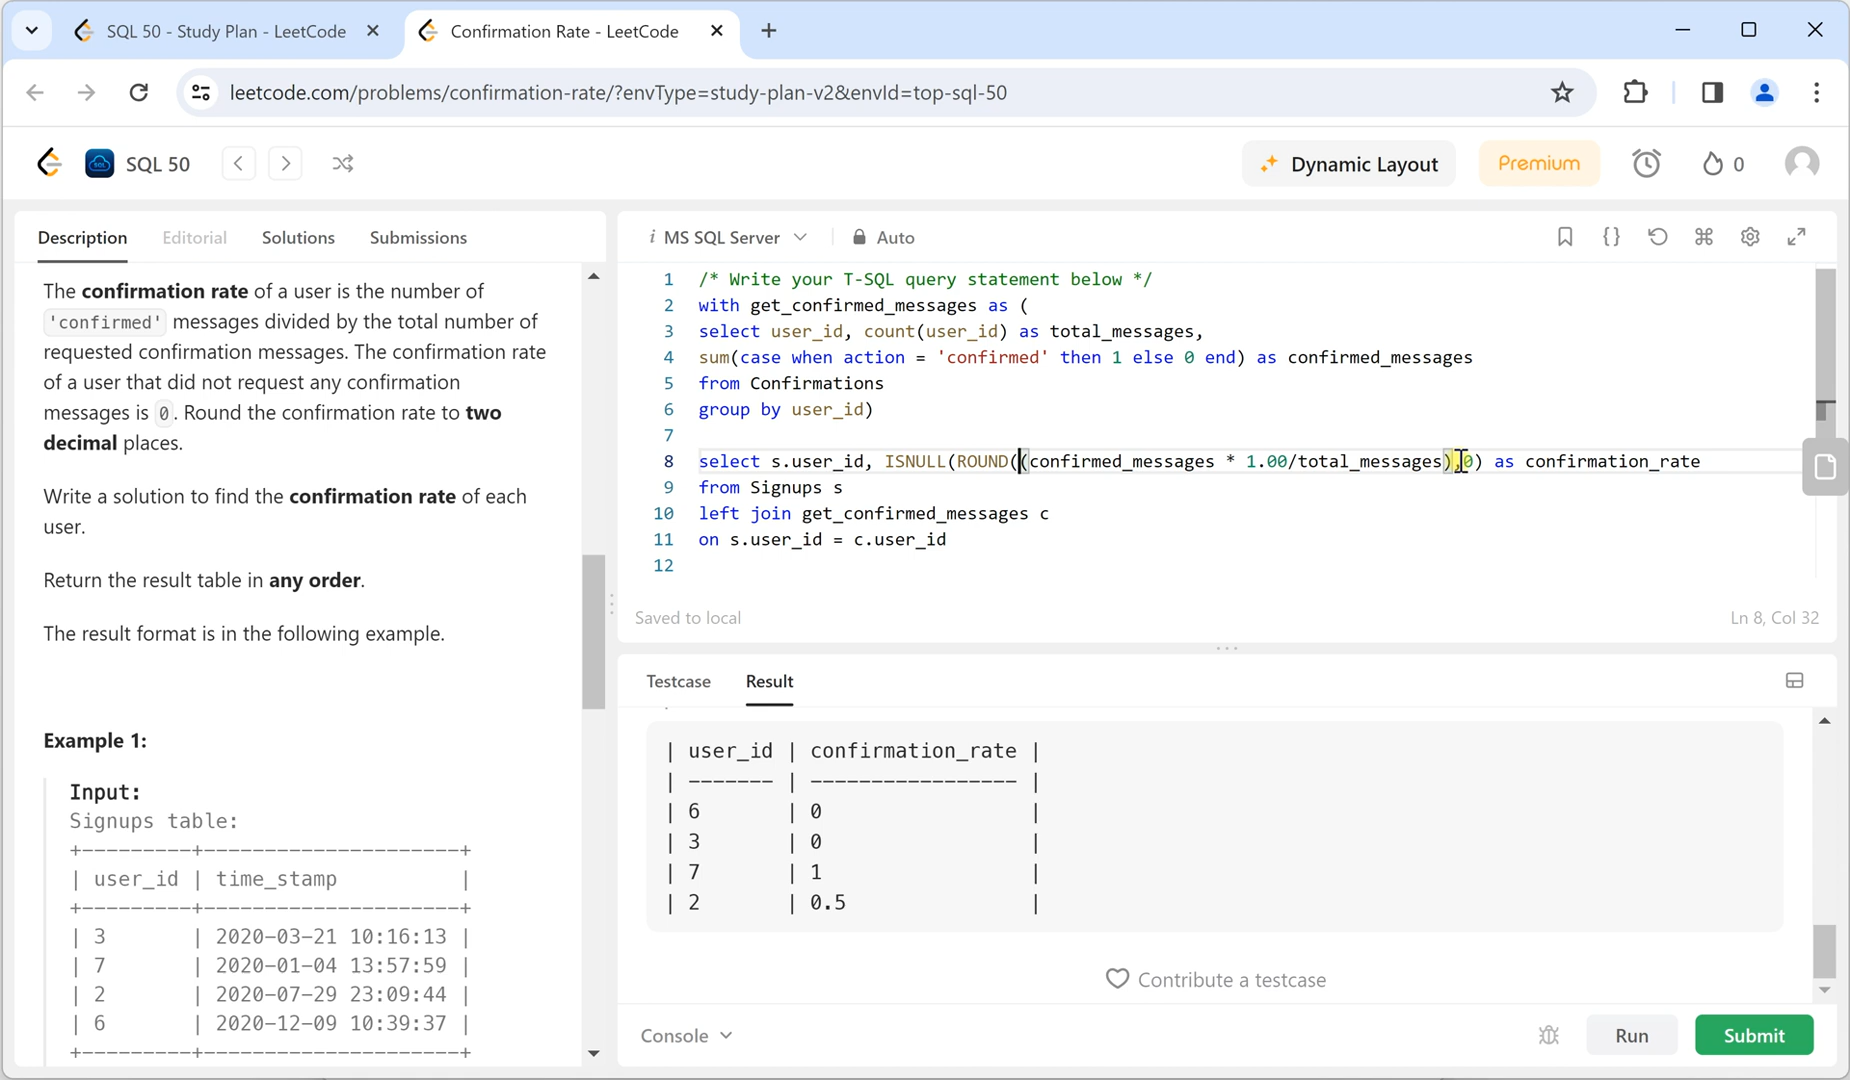 SQL 50 - Study Plan - LeetCode
Confirmation Rate - LeetCode
leetcode.com/problems/confirmation-rate/?envType=study-plan-v2&envId=top-sql-50
SQL 50
Dynamic Layout
Premium
0
Description
Editorial
Solutions
Submissions
The confirmation rate of a user is the number of
'confirmed' messages divided by the total number of
requested confirmation messages. The confirmation rate
of a user that did not request any confirmation
messages is 0. Round the confirmation rate to two
decimal places.
Write a solution to find the confirmation rate of each
user.
Return the result table in any order.
The result format is in the following example.
Example 1:
Input:
Signups table:
+---------+---------------------+
| user_id | time_stamp          |
+---------+---------------------+
| 3       | 2020-03-21 10:16:13 |
| 7       | 2020-01-04 13:57:59 |
| 2       | 2020-07-29 23:09:44 |
| 6       | 2020-12-09 10:39:37 |
+---------+---------------------+
i MS SQL Server
Auto
1 /* Write your T-SQL query statement below */
2 with get_confirmed_messages as (
3 select user_id, count(user_id) as total_messages,
4 sum(case when action = 'confirmed' then 1 else 0 end) as confirmed_messages
5 from Confirmations
6 group by user_id)
7
8 select s.user_id, ISNULL(ROUND((confirmed_messages * 1.00/total_messages),0) as confirmation_rate
9 from Signups s
10 left join get_confirmed_messages c
11 on s.user_id = c.user_id
12
Saved to local
Ln 8, Col 32
Testcase
Result
| user_id | confirmation_rate |
| ------- | ----------------- |
| 6       | 0                 |
| 3       | 0                 |
| 7       | 1                 |
| 2       | 0.5               |
Contribute a testcase
Console
Run
Submit